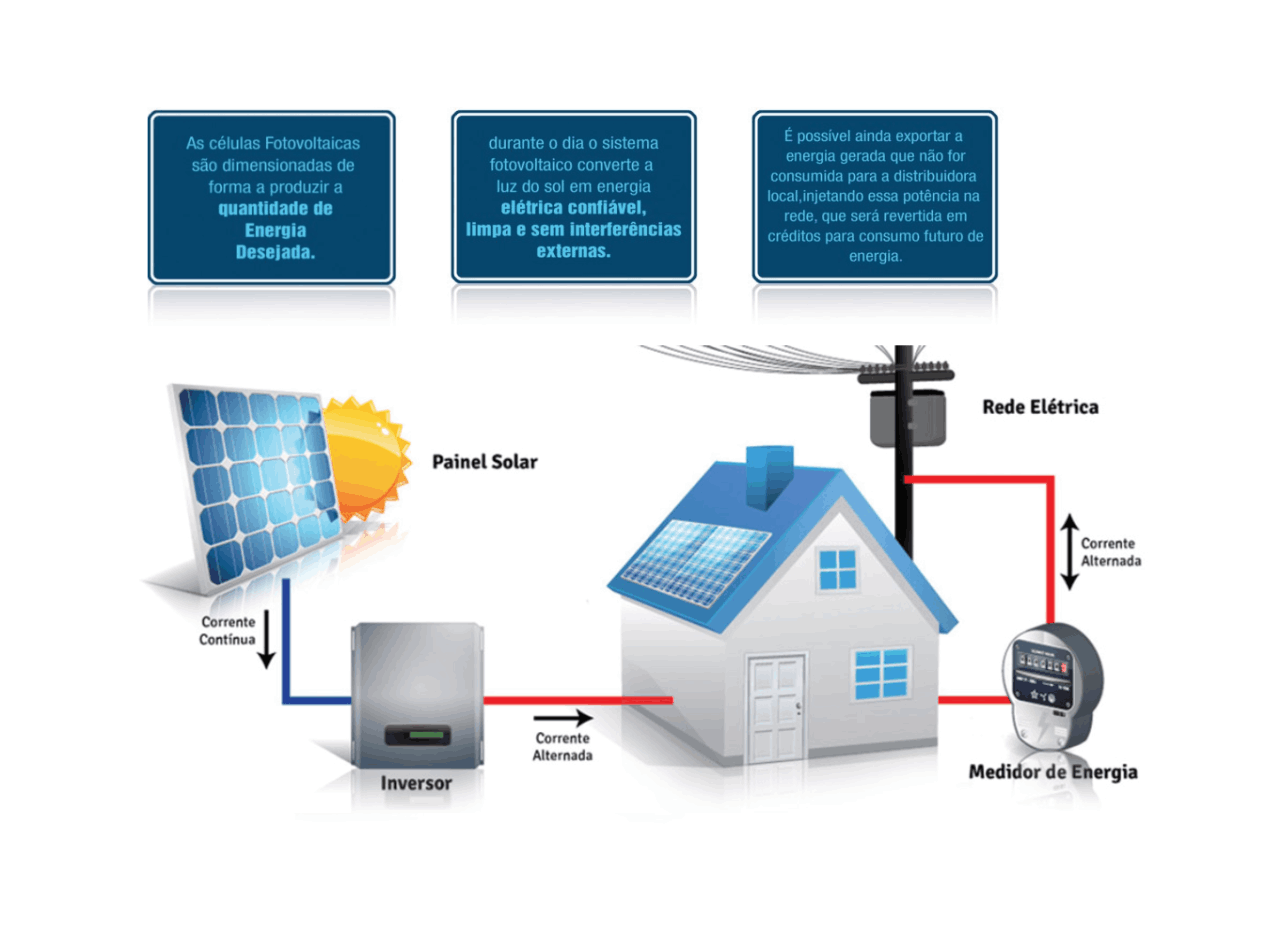 As células Fotovoltaicas
são dimensionadas de
forma a produzir a
quantidade de
Energia
Desejada.
durante o dia o sistema
fotovoltaico converte a
luz do sol em energia
elétrica confiável,
limpa e sem interferências
externas.
É possível ainda exportar a
energia gerada que não for
consumida para a distribuidora
local,injetando essa potência na
rede, que será revertida em
créditos para consumo futuro de
energia.
Rede Elétrica
Painel Solar
Corrente
Alternada
Corrente
Contínua
Corrente
Alternada
Medidor de Energia
Inversor